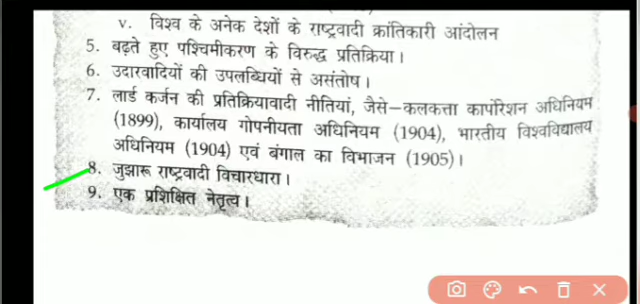 v. विश्व के अनेक देशों के राष्ट्रवादी क्रांतिकारी आंदोलन
5. बढ़ते हुए पश्चिमीकरण के विरुद्ध प्रतिक्रिया।
6. उदारवादियों की उपलब्धियों से असंतोष।
7. लार्ड कर्जन की प्रतिक्रियावादी नीतियां, जैसे–कलकत्ता कार्पोरेशन अधिनियम
(1899), कार्यालय गोपनीयता अधिनियम (1904), भारतीय विश्वविद्यालय
अधिनियम (1904) एवं बंगाल का विभाजन (1905)।
8. जुझारू राष्ट्रवादी विचारधारा।
9. एक प्रशिक्षित नेतृत्व।